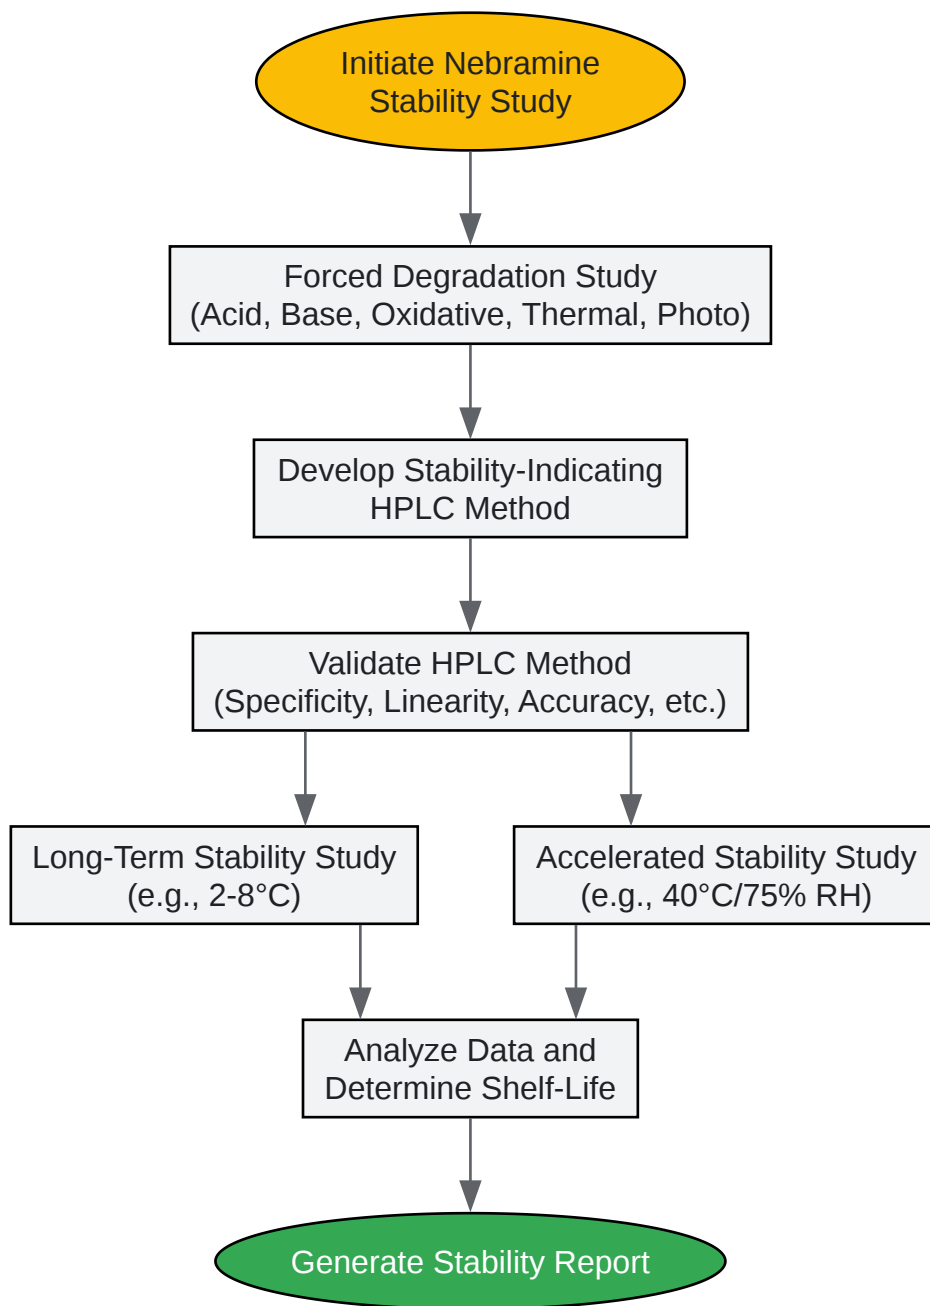 Initiate Nebramine
Stability Study
Forced Degradation Study
(Acid, Base, Oxidative, Thermal, Photo)
Develop Stability-Indicating
HPLC Method
Validate HPLC Method
(Specificity, Linearity, Accuracy, etc.)
Long-Term Stability Study
(e.g., 2-8°C)
Accelerated Stability Study
(e.g., 40°C/75% RH)
Analyze Data and
Determine Shelf-Life
Generate Stability Report